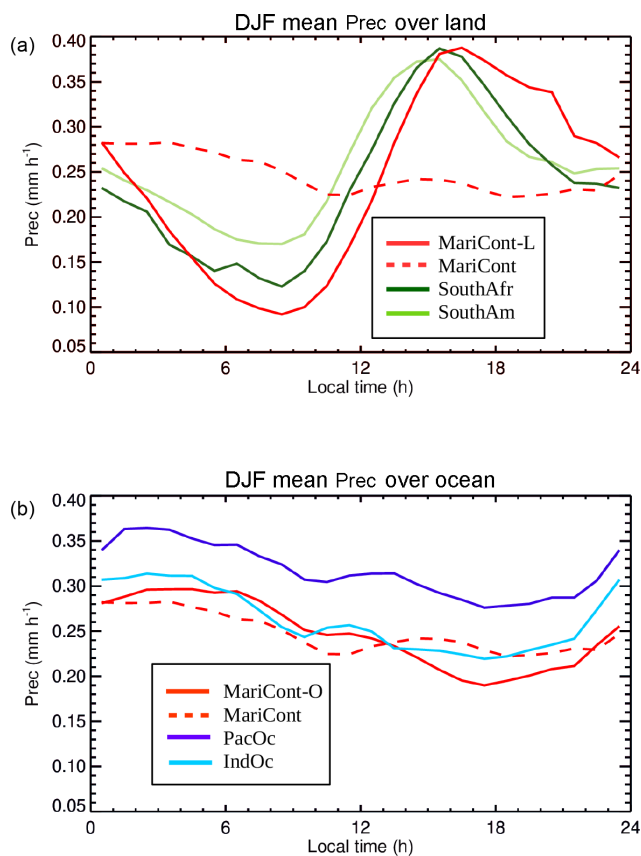 DJF mean Prec over land
(a)
0.40
0.35
0.30
0.25
0.20
0.15
0.10
0.05
Prec (mm h⁻¹)
MariCont-L
MariCont
SouthAfr
SouthAm
0 6 12 18 24
Local time (h)
DJF mean Prec over ocean
(b)
0.40
0.35
0.30
0.25
0.20
0.15
0.10
0.05
Prec (mm h⁻¹)
MariCont-O
MariCont
PacOc
IndOc
0 6 12 18 24
Local time (h)